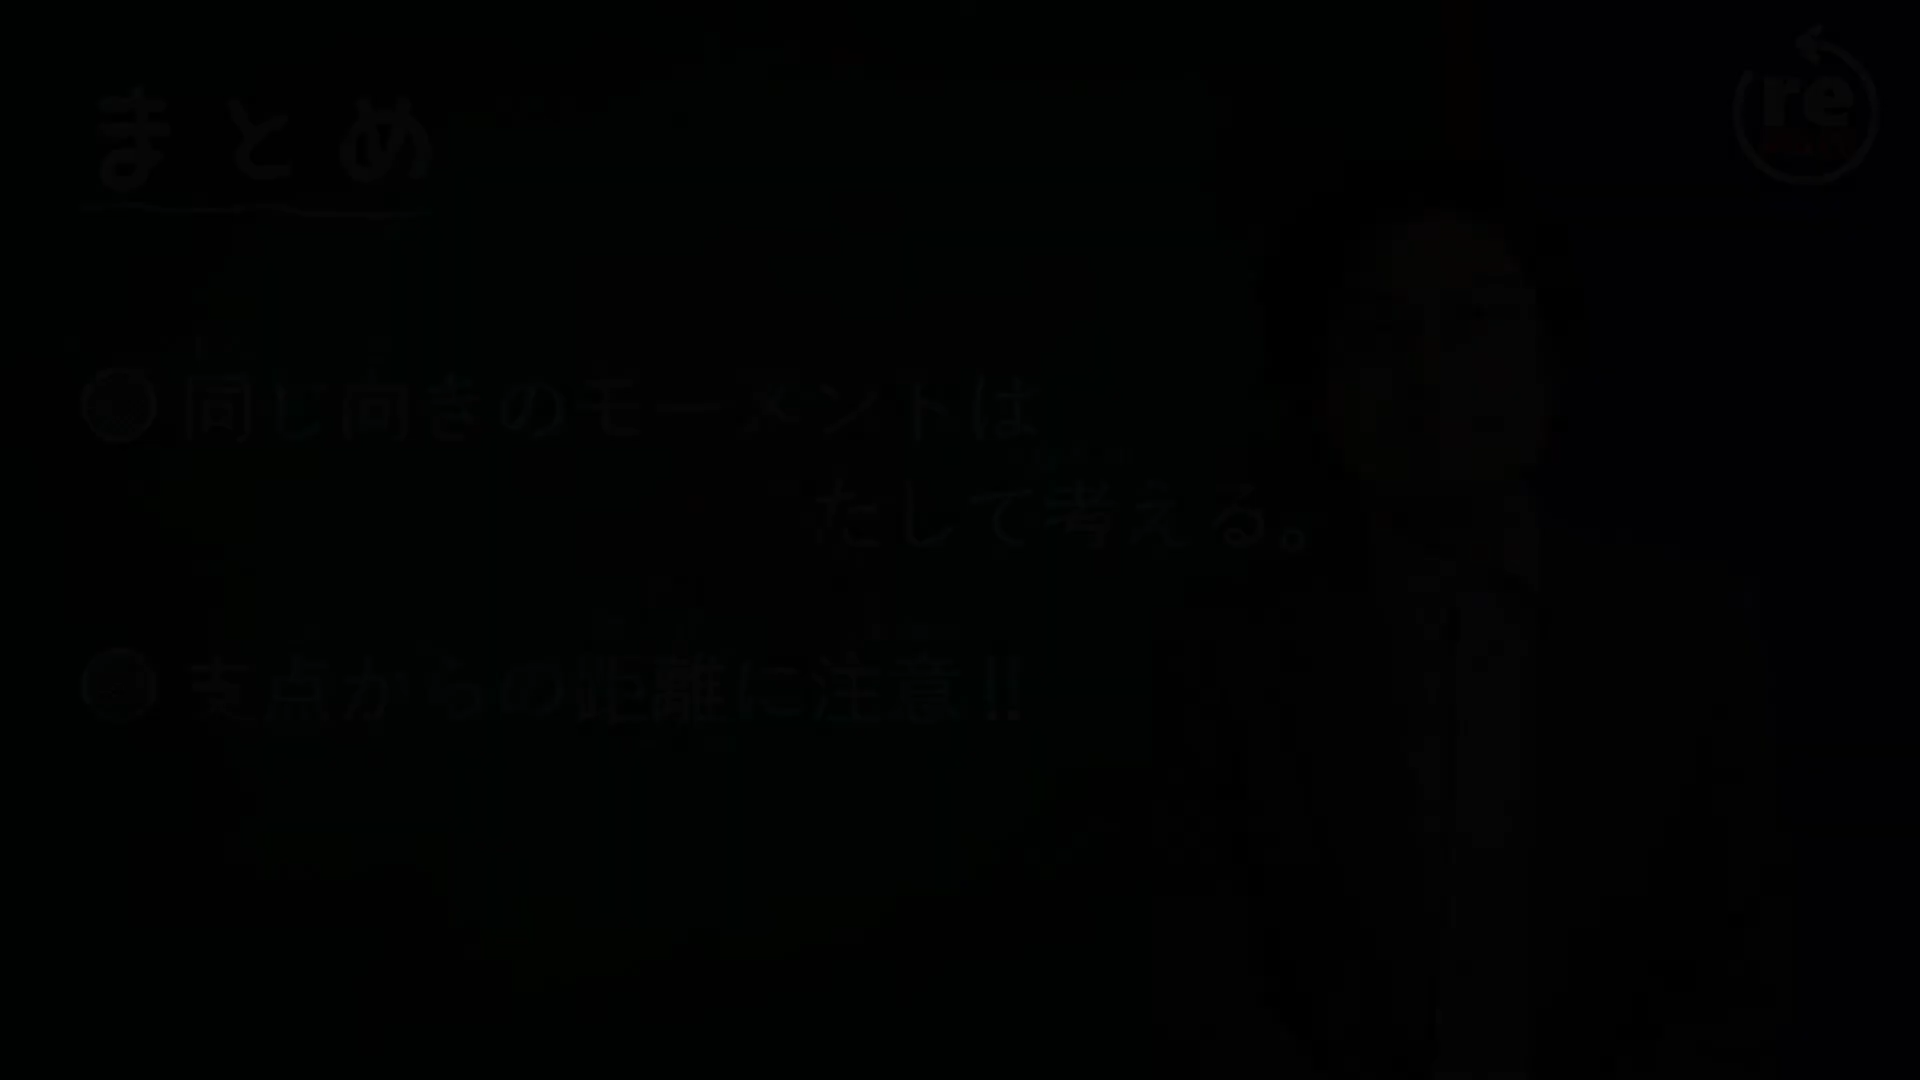 まとめ
re
同じ向きのモーメントは
たして考える。
支点からの距離に注意!!